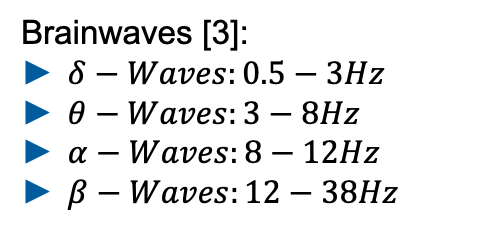 Brainwaves [3]:
► δ − Waves: 0.5 − 3Hz
► θ − Waves: 3 − 8Hz
► α − Waves: 8 − 12Hz
► β − Waves: 12 − 38Hz